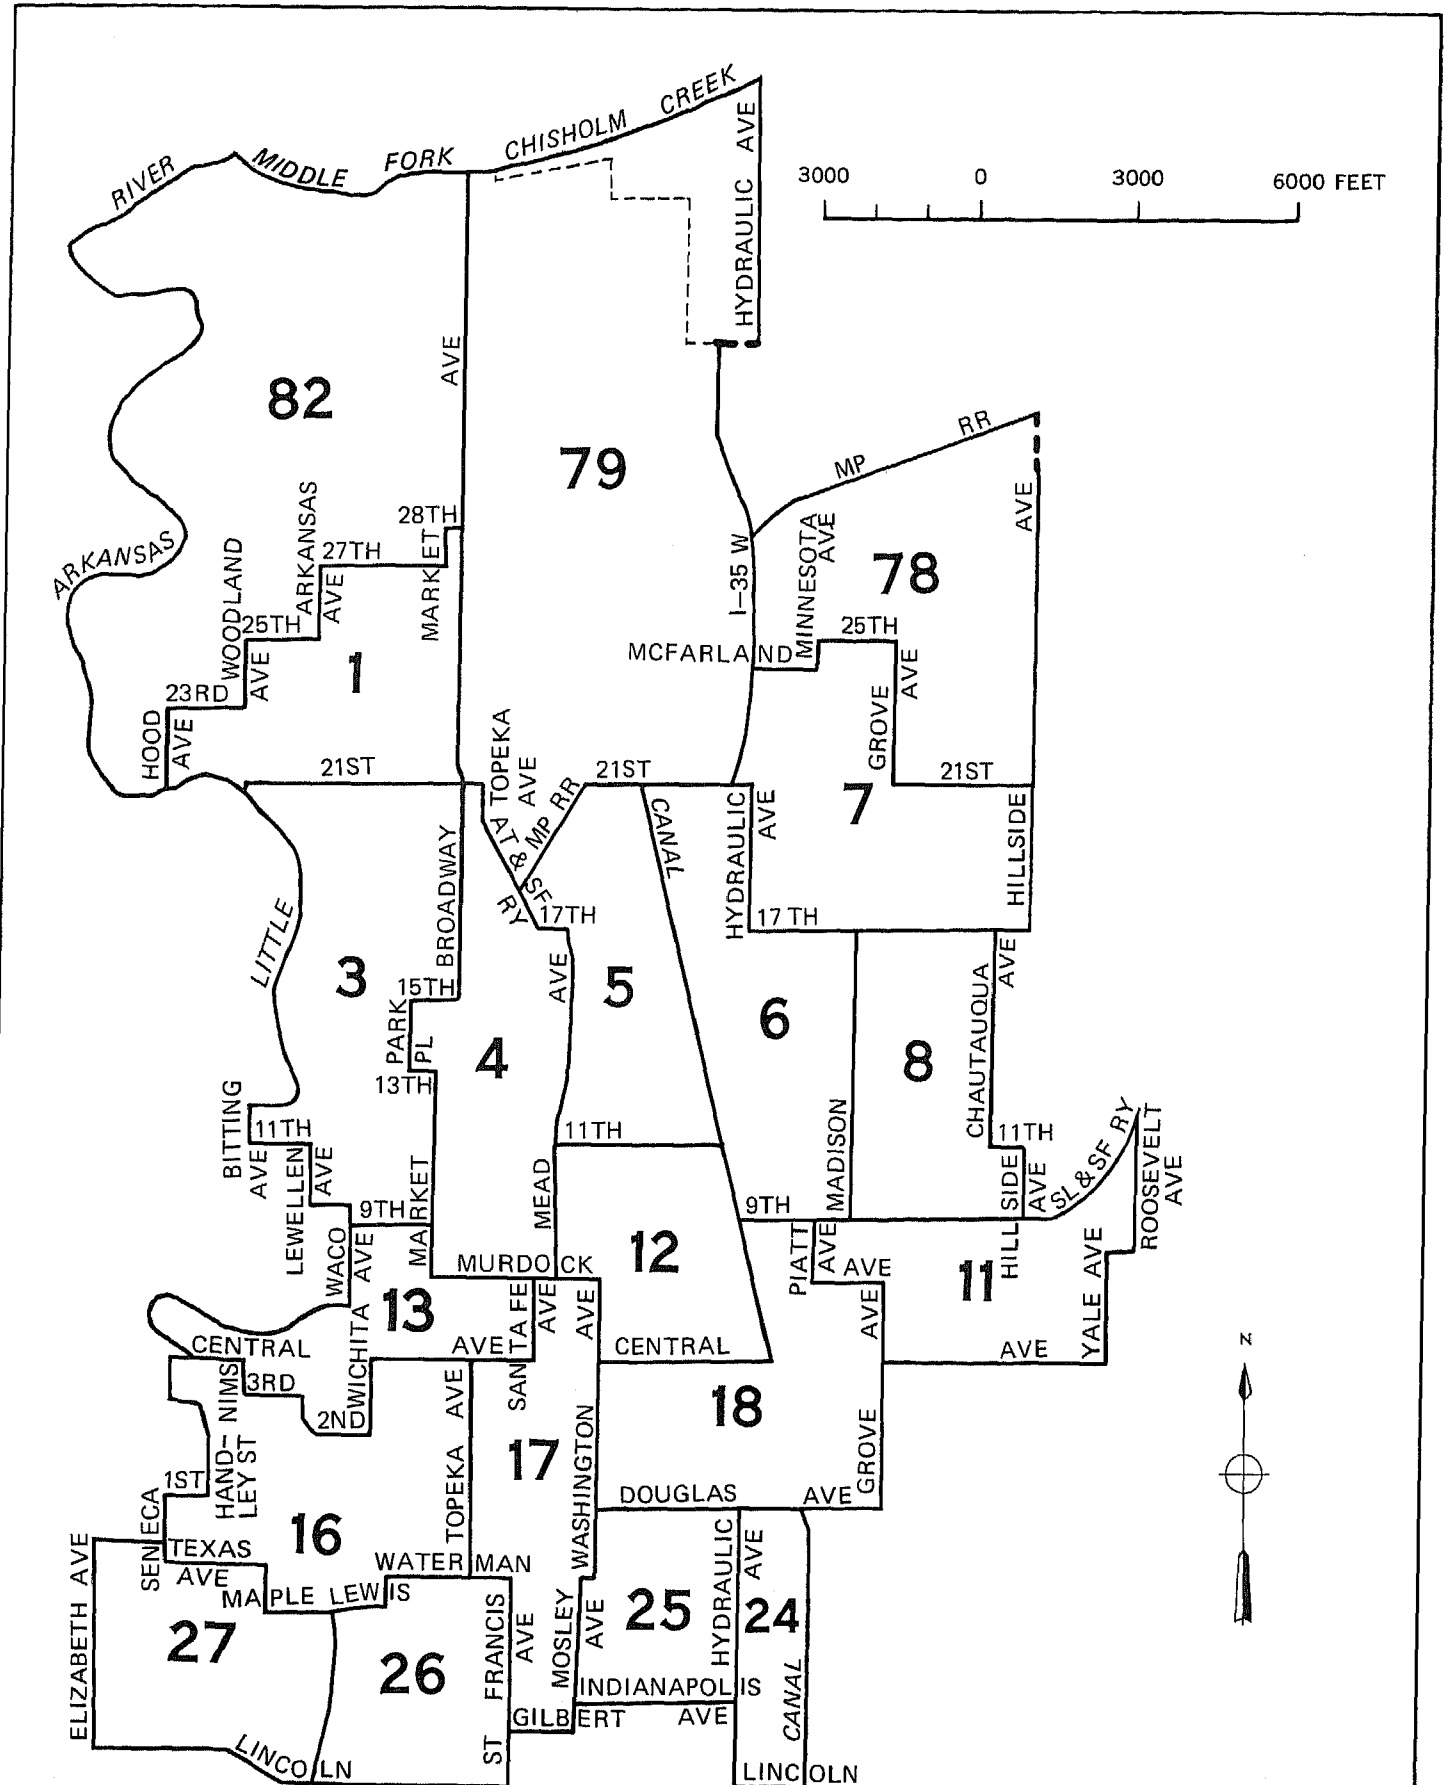 CHISHOLM CREEK
RIVER
MIDDLE FORK
HYDRAULIC AVE
3000 0 3000 6000 FEET
AVE
82
79
MP RR
28TH
ARKANSAS AVE
27TH
MARKET
ARKANSAS
WOODLAND AVE
25TH
I-35 W
MINNESOTA AVE
78
AVE
25TH
MCFARLAND
1
23RD
HOOD AVE
GROVE AVE
21ST
TOPEKA AVE
21ST
21ST
MP RR
AT & SF RY
CANAL
7
HYDRAULIC AVE
HILLSIDE
BROADWAY
17TH
17TH
LITTLE
3
AVE
5
6
8
CHAUTAUQUA AVE
15TH
PARK PL
4
13TH
BITTING AVE
11TH
11TH
11TH
MADISON
SL & SF RY
ROOSEVELT AVE
LEWELLEN AVE
MARKET
MEAD
HILLSIDE AVE
9TH
9TH
WACO AVE
MURDOCK
12
PIATT AVE
AVE
11
YALE AVE
13
SANTA FE AVE
AVE
AVE
WICHITA
CENTRAL
AVE
CENTRAL
AVE
NIMS
3RD
2ND
TOPEKA AVE
18
HAND-
LEY ST
17
WASHINGTON
GROVE
1ST
DOUGLAS AVE
SENECA
16
TEXAS AVE
WATERMAN
HYDRAULIC AVE
ELIZABETH AVE
MAPLE LEWIS
27
26
ST FRANCIS AVE
MOSLEY AVE
25
24
INDIANAPOLIS AVE
GILBERT
CANAL
LINCOLN
LINCOLN
N